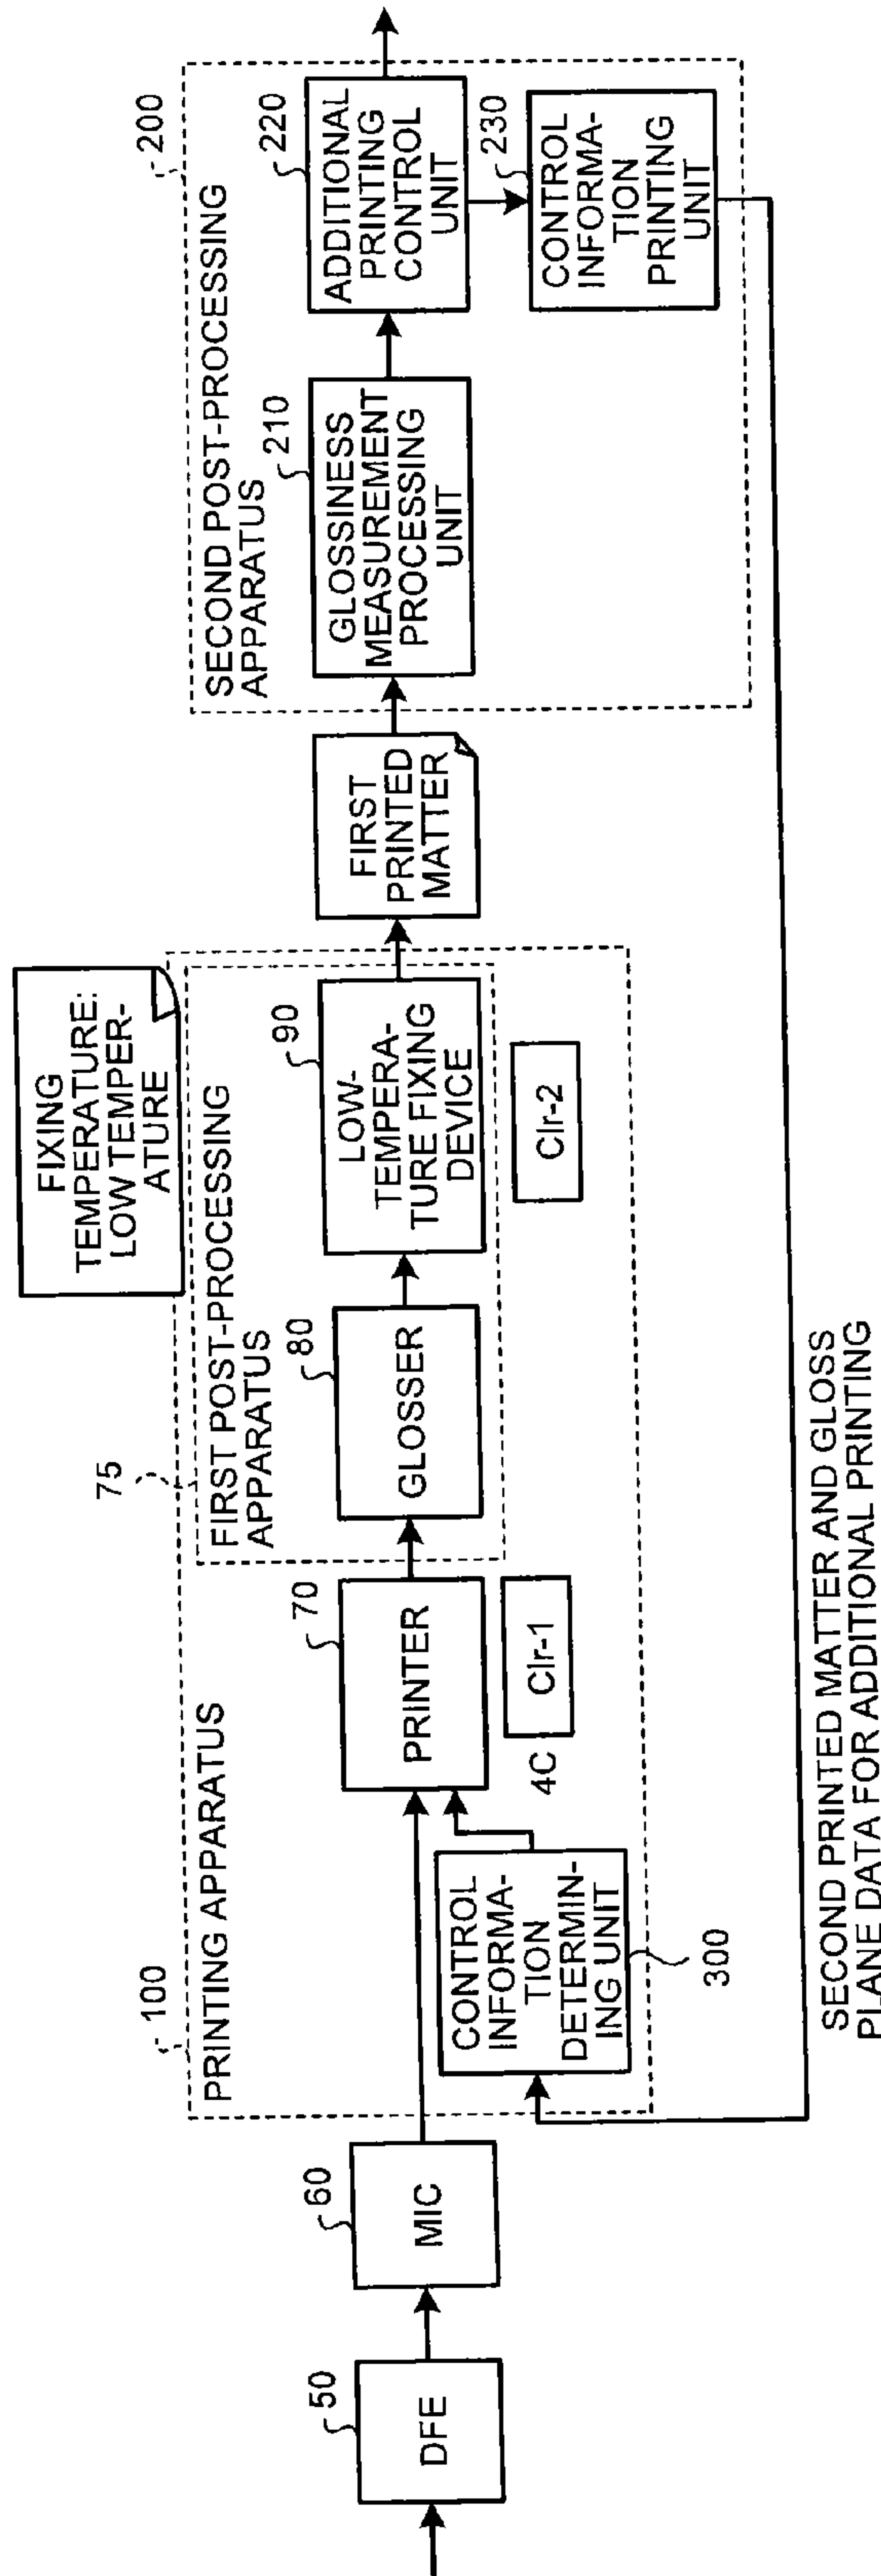 50
DFE
60
MIC
100
PRINTING APPARATUS
CONTROL
INFORMA-
TION
DETERMIN-
ING UNIT
300
70
PRINTER
4C
Clr-1
75
FIRST POST-PROCESSING
APPARATUS
80
GLOSSER
90
LOW-
TEMPERA-
TURE FIXING
DEVICE
Clr-2
FIXING
TEMPERATURE:
LOW TEMPER-
ATURE
FIRST
PRINTED
MATTER
200
SECOND POST-PROCESSING
APPARATUS
210
GLOSSINESS
MEASUREMENT
PROCESSING
UNIT
220
ADDITIONAL
PRINTING
CONTROL
UNIT
230
CONTROL
INFORMA-
TION
PRINTING
UNIT
SECOND PRINTED MATTER AND GLOSS
PLANE DATA FOR ADDITIONAL PRINTING